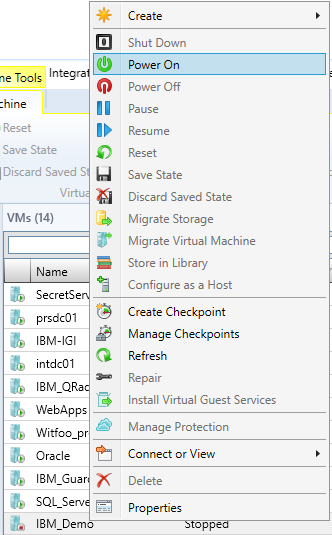 Create
Shut Down
Power On
Power Off
Pause
Resume
Reset
Save State
Discard Saved State
Migrate Storage
Migrate Virtual Machine
Store in Library
Configure as a Host
Create Checkpoint
Manage Checkpoints
Refresh
Repair
Install Virtual Guest Services
Manage Protection
Connect or View
Delete
Properties
ne Tools
Integrat
chine
Reset
Save State
Discard Saved State
Virtual
VMs (14)
Name
SecretServ
prsdc01
IBM-IGI
intdc01
IBM_QRad
WebApps
Witfoo_pr
Oracle
IBM_Guar
SQL_Serve
IBM_Demo Stopped